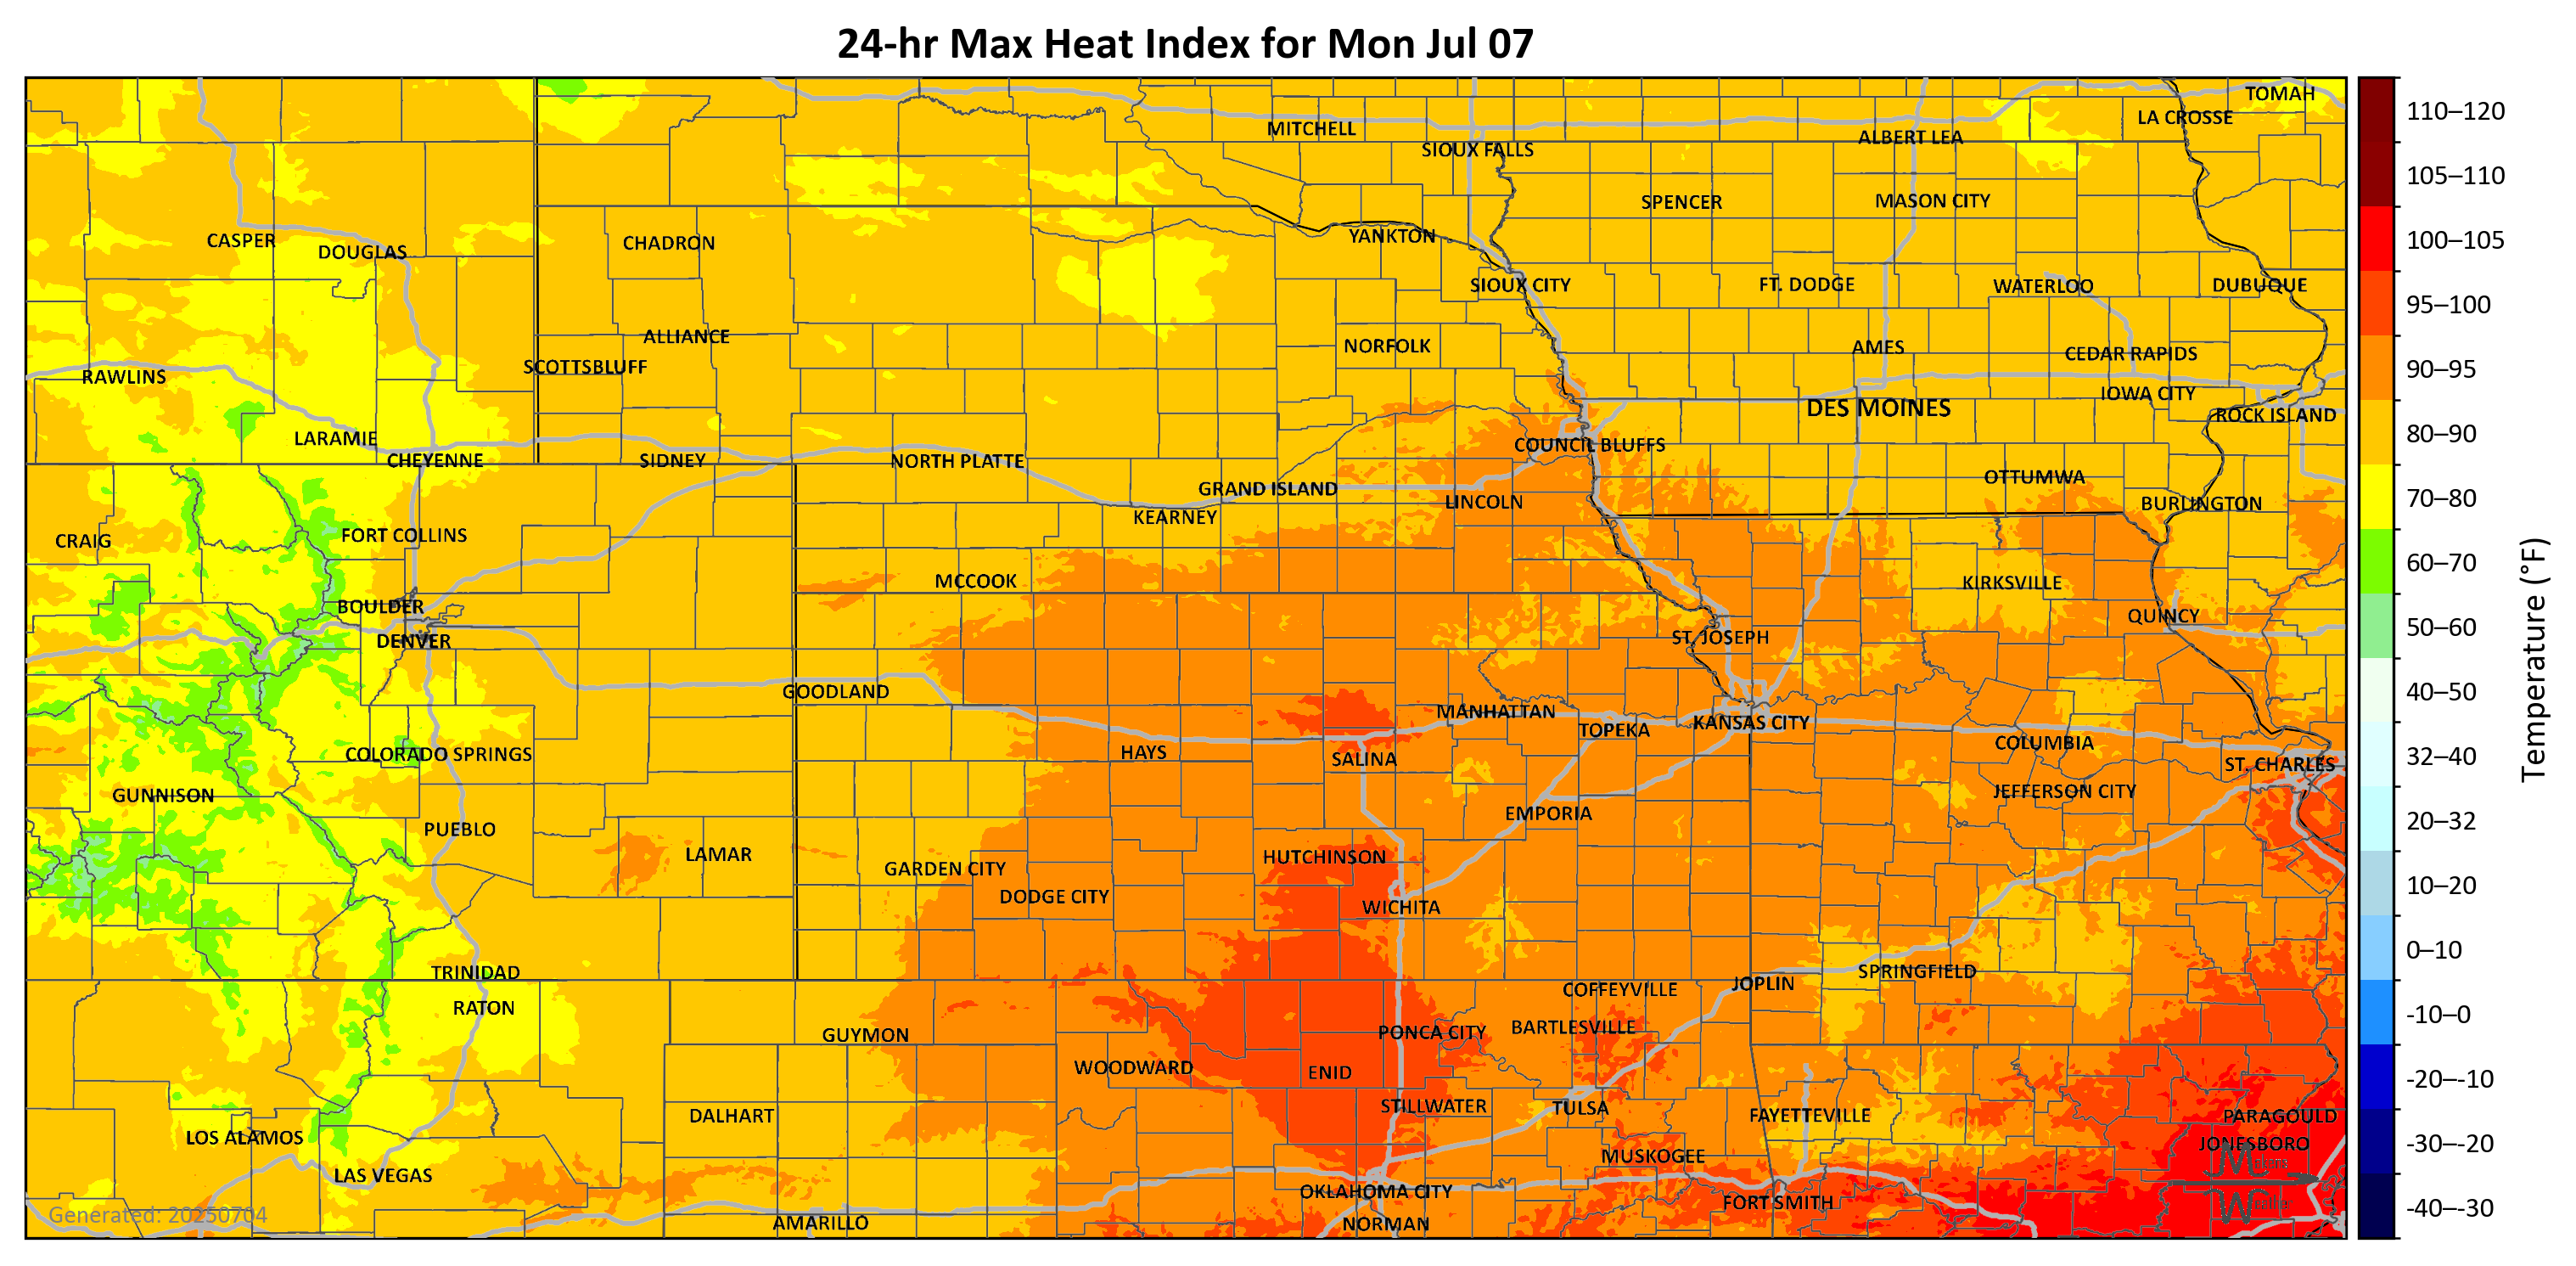 24-hr Max Heat Index for Mon Jul 07
TOMAH
LA CROSSE
MITCHELL
ALBERT LEA
SIOUX FALLS
SPENCER
MASON CITY
YANKTON
CASPER
CHADRON
DOUGLAS
SIOUX CITY
FT. DODGE
WATERLOO
DUBUQUE
ALLIANCE
NORFOLK
AMES
CEDAR RAPIDS
SCOTTSBLUFF
RAWLINS
IOWA CITY
DES MOINES
ROCK ISLAND
LARAMIE
COUNCIL BLUFFS
CHEYENNE
SIDNEY
NORTH PLATTE
OTTUMWA
GRAND ISLAND
LINCOLN
BURLINGTON
KEARNEY
FORT COLLINS
CRAIG
MCCOOK
KIRKSVILLE
BOULDER
QUINCY
DENVER
ST. JOSEPH
GOODLAND
MANHATTAN
KANSAS CITY
TOPEKA
COLUMBIA
HAYS
COLORADO SPRINGS
SALINA
ST. CHARLES
GUNNISON
JEFFERSON CITY
EMPORIA
PUEBLO
LAMAR
HUTCHINSON
GARDEN CITY
DODGE CITY
WICHITA
TRINIDAD
SPRINGFIELD
JOPLIN
COFFEYVILLE
RATON
BARTLESVILLE
PONCA CITY
GUYMON
WOODWARD
ENID
STILLWATER
TULSA
DALHART
FAYETTEVILLE
PARAGOULD
LOS ALAMOS
JONESBORO
MUSKOGEE
LAS VEGAS
OKLAHOMA CITY
FORT SMITH
AMARILLO
NORMAN
Generated: 20250704
110–120
105–110
100–105
95–100
90–95
80–90
70–80
60–70
50–60
40–50
32–40
20–32
10–20
0–10
-10–0
-20–-10
-30–-20
-40–-30
Temperature (°F)